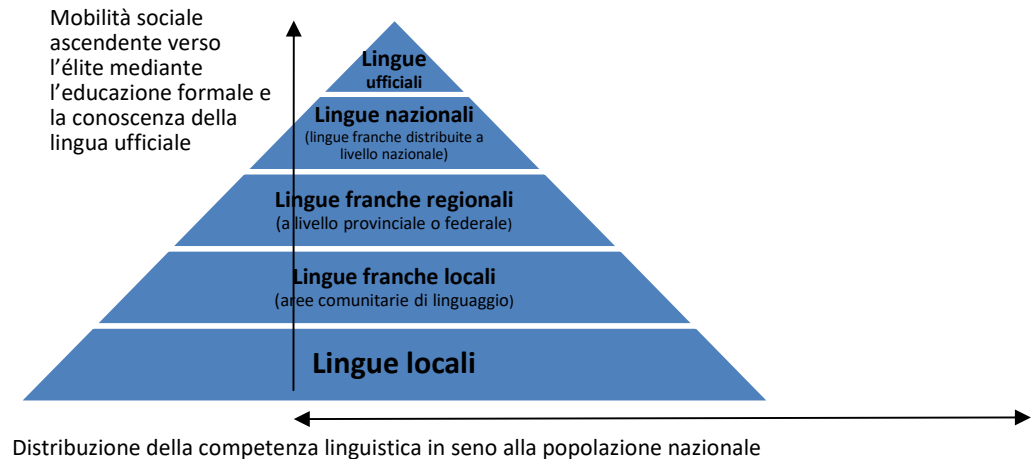 Mobilità sociale
ascendente verso
l’élite mediante
l’educazione formale e
la conoscenza della
lingua ufficiale
Lingue
ufficiali
Lingue nazionali
(lingue franche distribuite a
livello nazionale)
Lingue franche regionali
(a livello provinciale o federale)
Lingue franche locali
(aree comunitarie di linguaggio)
Lingue locali
Distribuzione della competenza linguistica in seno alla popolazione nazionale